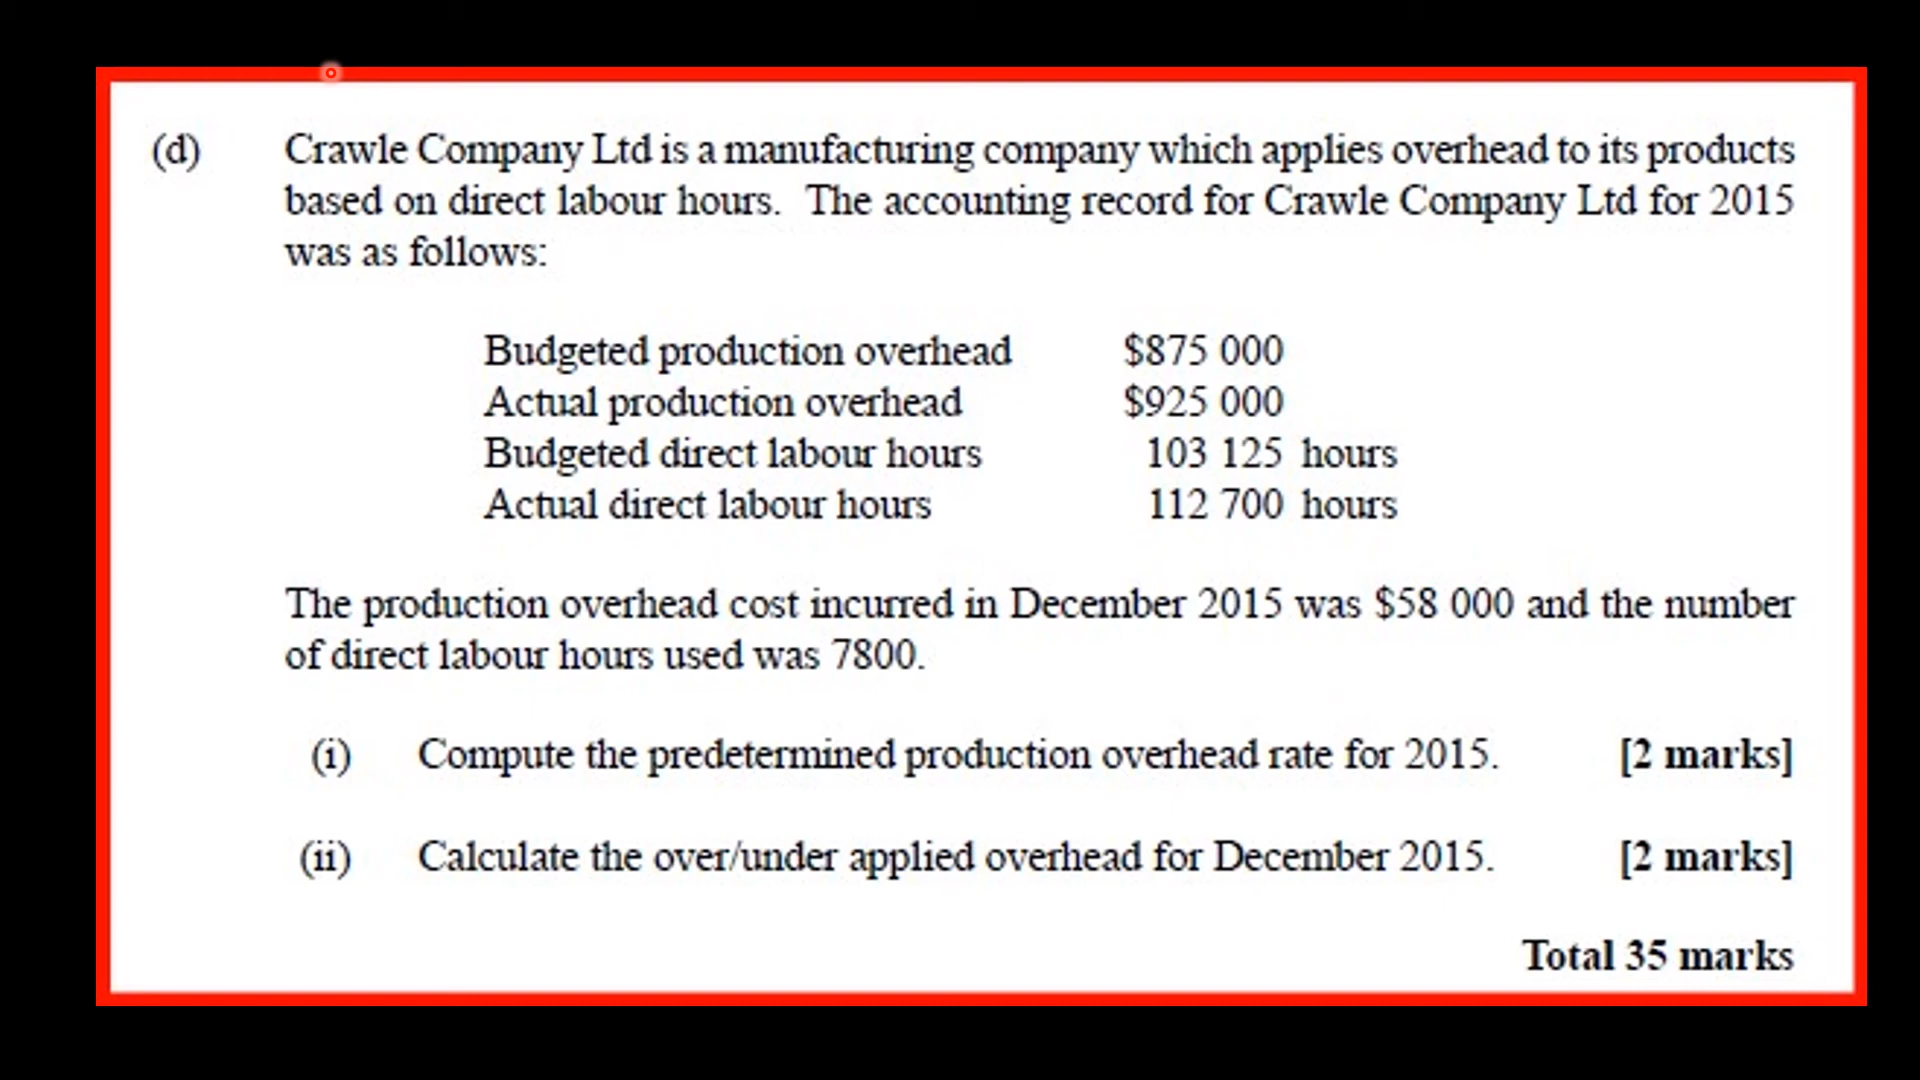 (d) Crawle Company Ltd is a manufacturing company which applies overhead to its products
based on direct labour hours. The accounting record for Crawle Company Ltd for 2015
was as follows:
Budgeted production overhead $875 000
Actual production overhead $925 000
Budgeted direct labour hours 103 125 hours
Actual direct labour hours 112 700 hours
The production overhead cost incurred in December 2015 was $58 000 and the number
of direct labour hours used was 7800.
(i) Compute the predetermined production overhead rate for 2015. [2 marks]
(ii) Calculate the over/under applied overhead for December 2015. [2 marks]
Total 35 marks